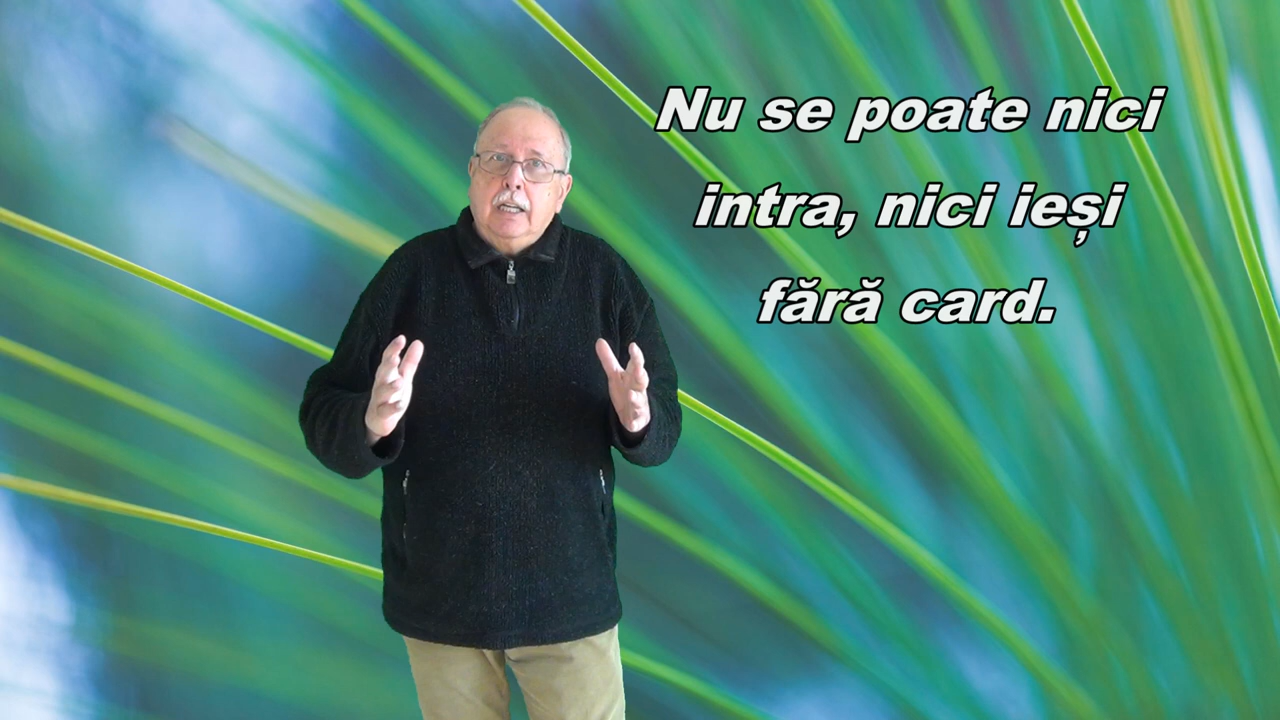 Nu se poate nici
intra, nici ieși
fără card.